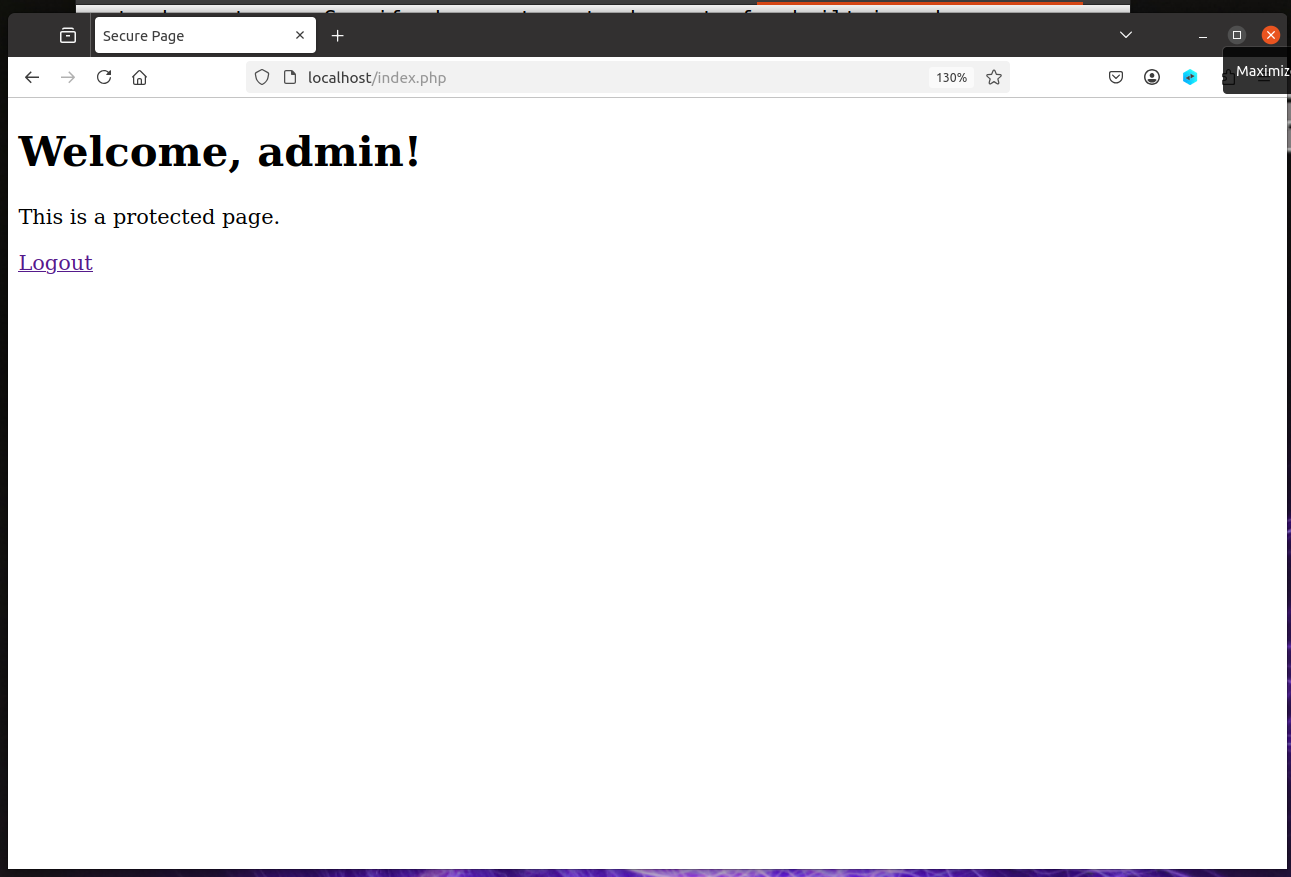 Secure Page
localhost/index.php
130%
Maximiz
Welcome, admin!
This is a protected page.
Logout